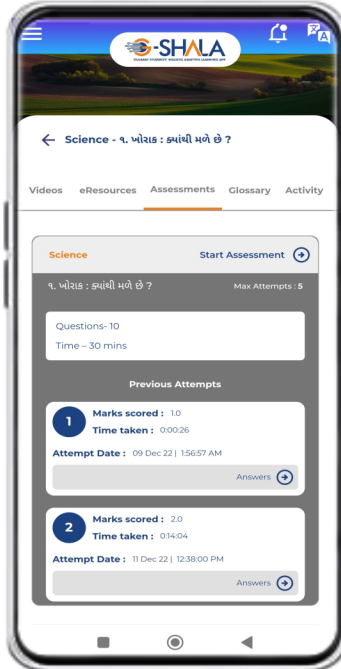 G-SHALA
GUJARAT STUDENTS' HOLISTIC ADAPTIVE LEARNING APP
Science - ૧. ખોરાક : ક્યાંથી મળે છે ?
Videos eResources Assessments Glossary Activity
Science Start Assessment
૧. ખોરાક : ક્યાંથી મળે છે ? Max Attempts : 5
Questions- 10
Time – 30 mins
Previous Attempts
1 Marks scored : 1.0
Time taken : 0:00:26
Attempt Date : 09 Dec 22 | 1:56:57 AM
Answers
2 Marks scored : 2.0
Time taken : 0:14:04
Attempt Date : 11 Dec 22 | 12:38:00 PM
Answers